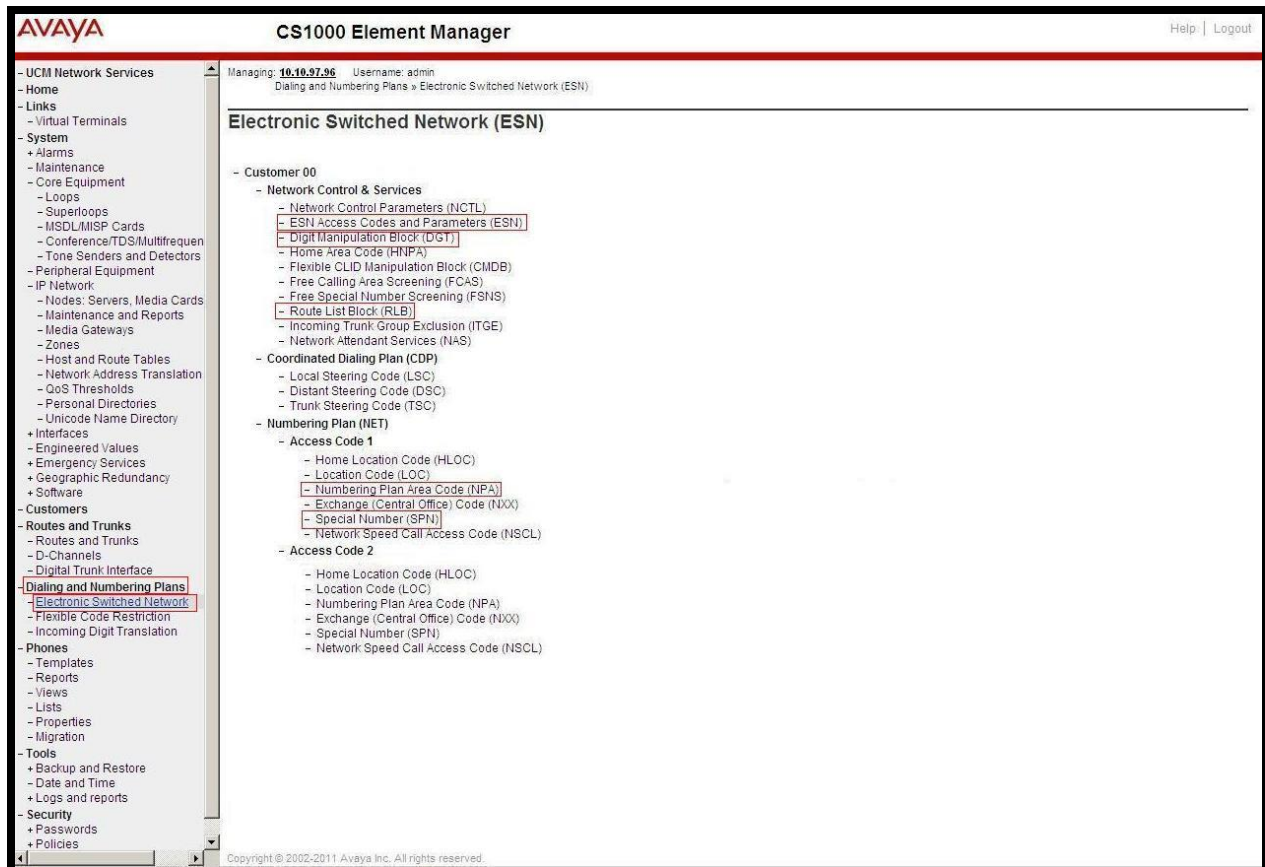 AVAYA
CS1000 Element Manager
Help | Logout
- UCM Network Services
- Home
- Links
- Virtual Terminals
- System
+ Alarms
- Maintenance
- Core Equipment
- Loops
- Superloops
- MSDL/MISP Cards
- Conference/TDS/Multifrequen
- Tone Senders and Detectors
- Peripheral Equipment
- IP Network
- Nodes: Servers, Media Cards
- Maintenance and Reports
- Media Gateways
- Zones
- Host and Route Tables
- Network Address Translation
- QoS Thresholds
- Personal Directories
- Unicode Name Directory
+ Interfaces
- Engineered Values
+ Emergency Services
+ Geographic Redundancy
+ Software
- Customers
- Routes and Trunks
- Routes and Trunks
- D-Channels
- Digital Trunk Interface
- Dialing and Numbering Plans
- Electronic Switched Network
- Flexible Code Restriction
- Incoming Digit Translation
- Phones
- Templates
- Reports
- Views
- Lists
- Properties
- Migration
- Tools
+ Backup and Restore
- Date and Time
+ Logs and reports
- Security
+ Passwords
+ Policies
Managing: 10.10.97.96 Username: admin
Dialing and Numbering Plans » Electronic Switched Network (ESN)
Electronic Switched Network (ESN)
- Customer 00
- Network Control & Services
- Network Control Parameters (NCTL)
- ESN Access Codes and Parameters (ESN)
- Digit Manipulation Block (DGT)
- Home Area Code (HNPA)
- Flexible CLID Manipulation Block (CMDB)
- Free Calling Area Screening (FCAS)
- Free Special Number Screening (FSNS)
- Route List Block (RLB)
- Incoming Trunk Group Exclusion (ITGE)
- Network Attendant Services (NAS)
- Coordinated Dialing Plan (CDP)
- Local Steering Code (LSC)
- Distant Steering Code (DSC)
- Trunk Steering Code (TSC)
- Numbering Plan (NET)
- Access Code 1
- Home Location Code (HLOC)
- Location Code (LOC)
- Numbering Plan Area Code (NPA)
- Exchange (Central Office) Code (NXX)
- Special Number (SPN)
- Network Speed Call Access Code (NSCL)
- Access Code 2
- Home Location Code (HLOC)
- Location Code (LOC)
- Numbering Plan Area Code (NPA)
- Exchange (Central Office) Code (NXX)
- Special Number (SPN)
- Network Speed Call Access Code (NSCL)
Copyright © 2002-2011 Avaya Inc. All rights reserved.